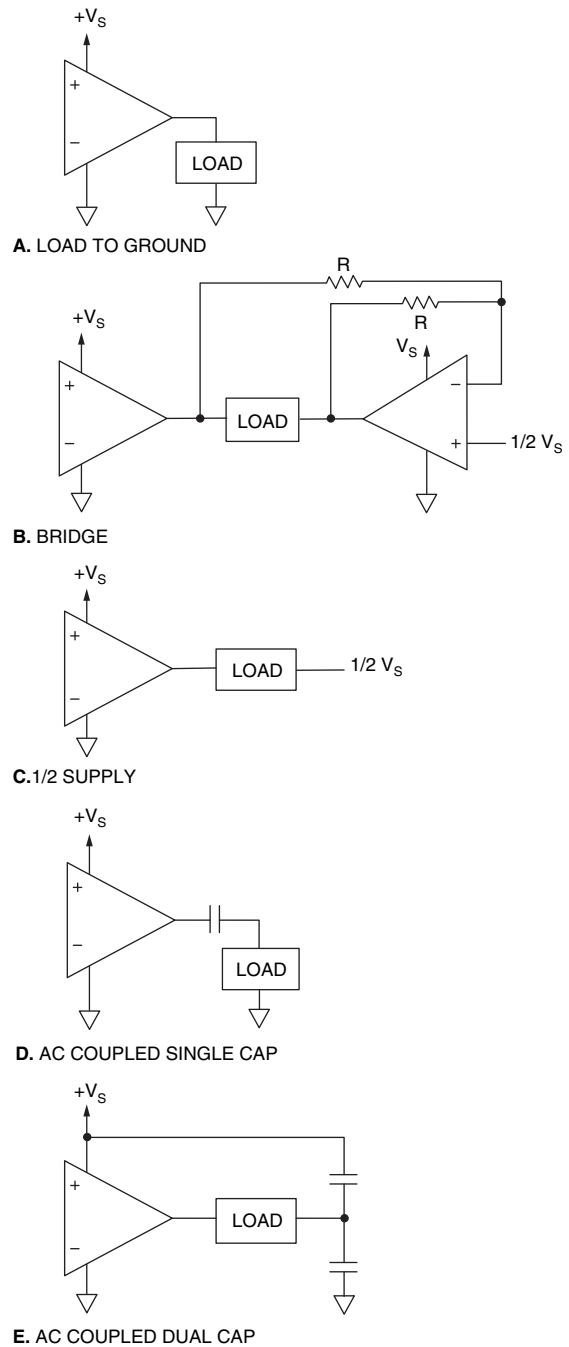 +VS
+
−
LOAD
A. LOAD TO GROUND
R
R
+VS
VS
+
−
−
LOAD
+
1/2 VS
B. BRIDGE
+VS
+
LOAD
1/2 VS
−
C.1/2 SUPPLY
+VS
+
−
LOAD
D. AC COUPLED SINGLE CAP
+VS
+
LOAD
−
E. AC COUPLED DUAL CAP